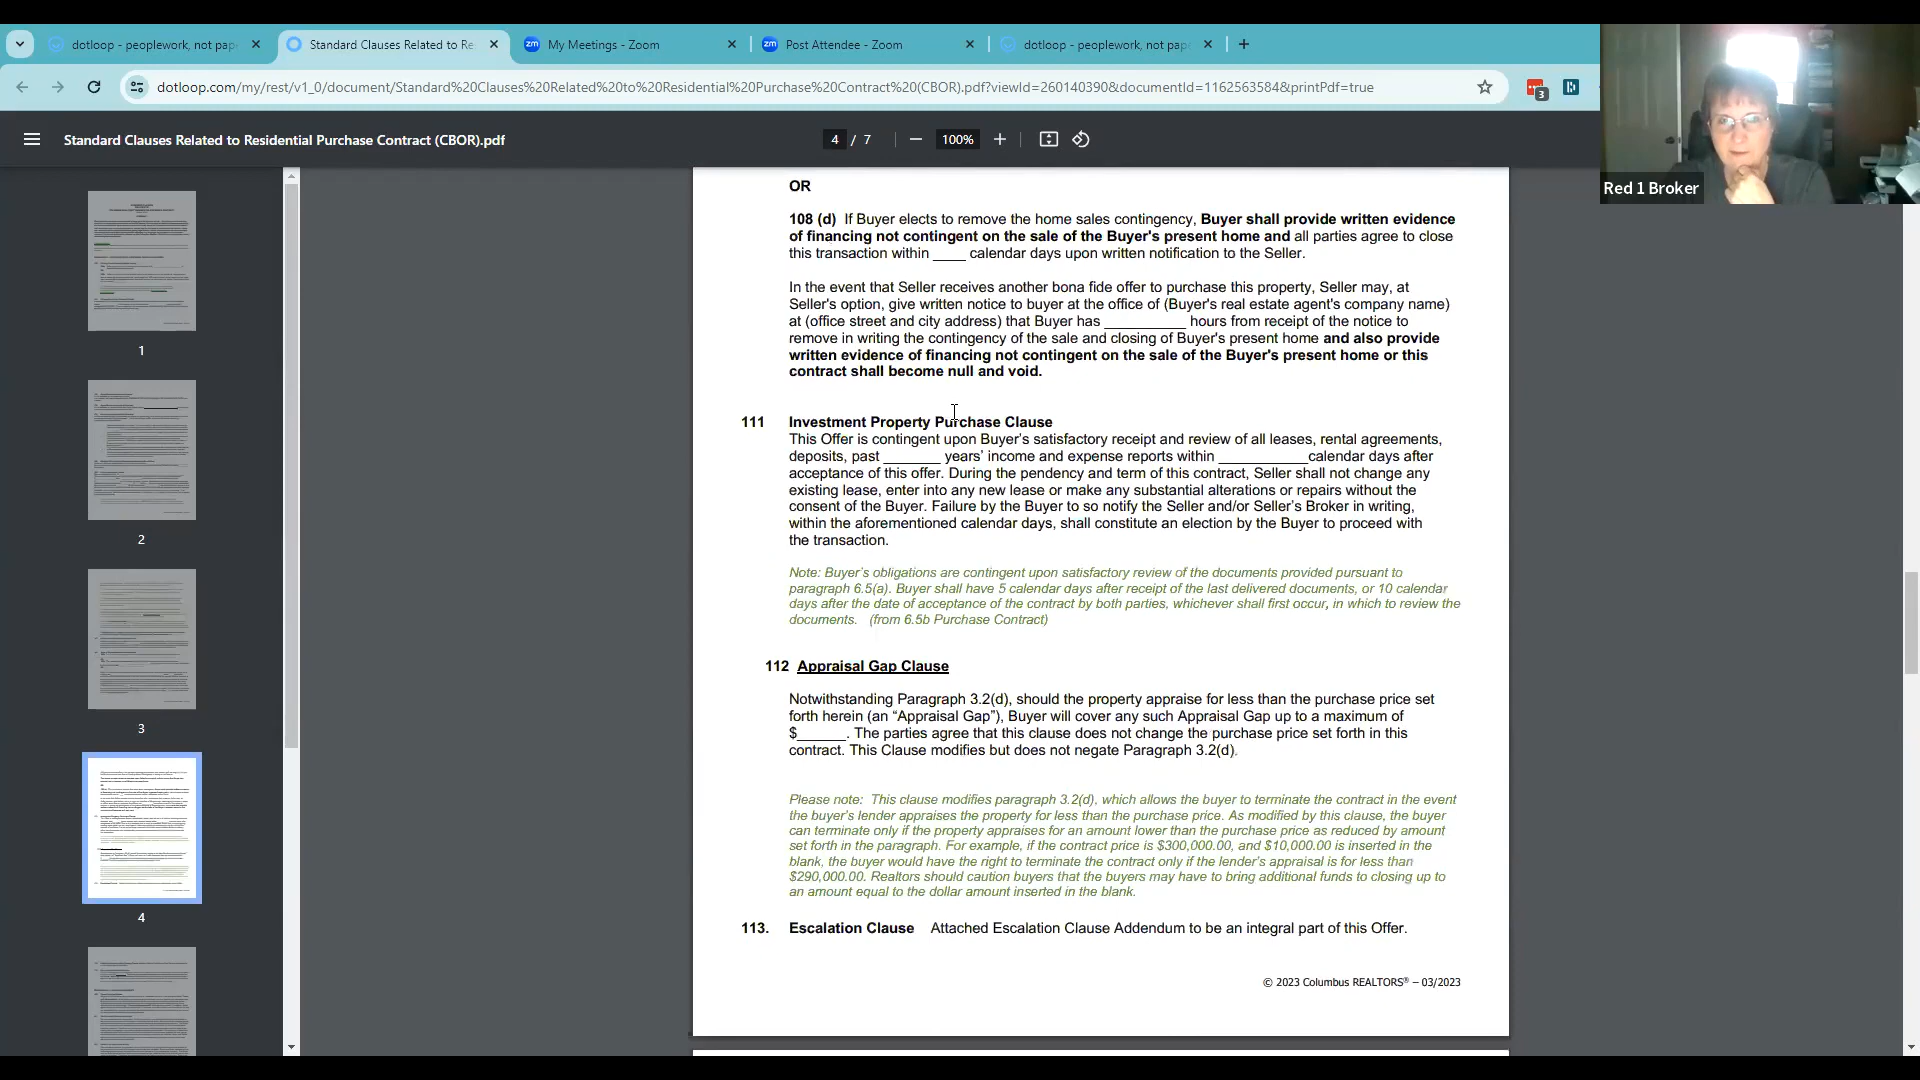 dotloop - peoplework, not pap
Standard Clauses Related to Re
My Meetings - Zoom
Post Attendee - Zoom
dotloop - peoplework, not pape
dotloop.com/my/rest/v1_0/document/Standard%20Clauses%20Related%20to%20Residential%20Purchase%20Contract%20(CBOR).pdf?viewId=260140390&documentId=1162563584&printPdf=true
3
Standard Clauses Related to Residential Purchase Contract (CBOR).pdf
4 / 7
100%
Red 1 Broker
1
2
3
4
OR
108 (d) If Buyer elects to remove the home sales contingency, Buyer shall provide written evidence
of financing not contingent on the sale of the Buyer's present home and all parties agree to close
this transaction within ____ calendar days upon written notification to the Seller.
In the event that Seller receives another bona fide offer to purchase this property, Seller may, at
Seller's option, give written notice to buyer at the office of (Buyer's real estate agent's company name)
at (office street and city address) that Buyer has __________ hours from receipt of the notice to
remove in writing the contingency of the sale and closing of Buyer's present home and also provide
written evidence of financing not contingent on the sale of the Buyer's present home or this
contract shall become null and void.
111 Investment Property Purchase Clause
This Offer is contingent upon Buyer's satisfactory receipt and review of all leases, rental agreements,
deposits, past _______ years' income and expense reports within ___________calendar days after
acceptance of this offer. During the pendency and term of this contract, Seller shall not change any
existing lease, enter into any new lease or make any substantial alterations or repairs without the
consent of the Buyer. Failure by the Buyer to so notify the Seller and/or Seller's Broker in writing,
within the aforementioned calendar days, shall constitute an election by the Buyer to proceed with
the transaction.
Note: Buyer's obligations are contingent upon satisfactory review of the documents provided pursuant to
paragraph 6.5(a). Buyer shall have 5 calendar days after receipt of the last delivered documents, or 10 calendar
days after the date of acceptance of the contract by both parties, whichever shall first occur, in which to review the
documents. (from 6.5b Purchase Contract)
112 Appraisal Gap Clause
Notwithstanding Paragraph 3.2(d), should the property appraise for less than the purchase price set
forth herein (an “Appraisal Gap”), Buyer will cover any such Appraisal Gap up to a maximum of
$______. The parties agree that this clause does not change the purchase price set forth in this
contract. This Clause modifies but does not negate Paragraph 3.2(d).
Please note: This clause modifies paragraph 3.2(d), which allows the buyer to terminate the contract in the event
the buyer's lender appraises the property for less than the purchase price. As modified by this clause, the buyer
can terminate only if the property appraises for an amount lower than the purchase price as reduced by amount
set forth in the paragraph. For example, if the contract price is $300,000.00, and $10,000.00 is inserted in the
blank, the buyer would have the right to terminate the contract only if the lender's appraisal is for less than
$290,000.00. Realtors should caution buyers that the buyers may have to bring additional funds to closing up to
an amount equal to the dollar amount inserted in the blank.
113. Escalation Clause Attached Escalation Clause Addendum to be an integral part of this Offer.
© 2023 Columbus REALTORS® – 03/2023